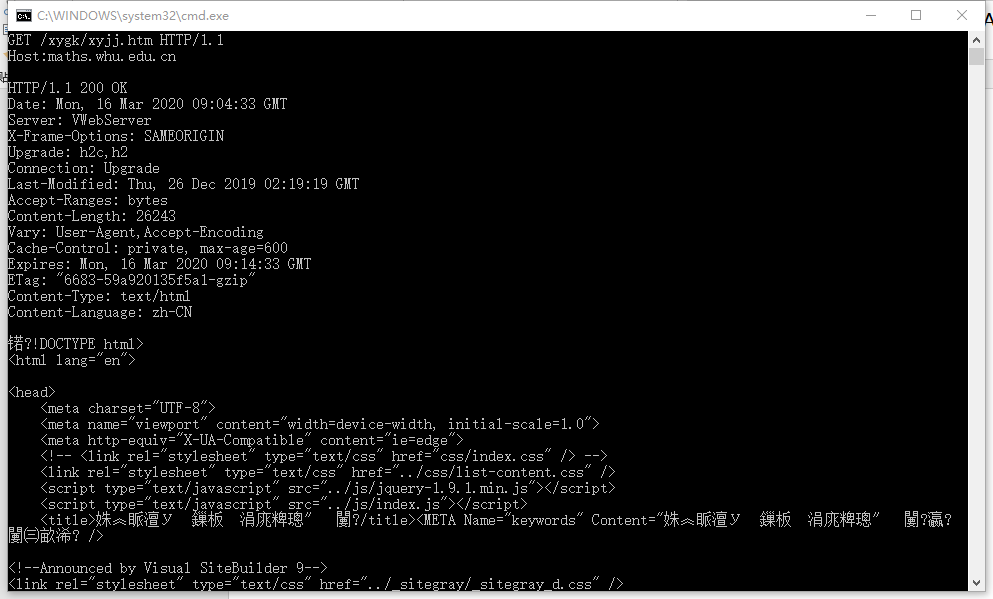 C:\WINDOWS\system32\cmd.exe
GET /xygk/xyjj.htm HTTP/1.1
Host:maths.whu.edu.cn
HTTP/1.1 200 OK
Date: Mon, 16 Mar 2020 09:04:33 GMT
Server: VWebServer
X-Frame-Options: SAMEORIGIN
Upgrade: h2c,h2
Connection: Upgrade
Last-Modified: Thu, 26 Dec 2019 02:19:19 GMT
Accept-Ranges: bytes
Content-Length: 26243
Vary: User-Agent,Accept-Encoding
Cache-Control: private, max-age=600
Expires: Mon, 16 Mar 2020 09:14:33 GMT
ETag: "6683-59a920135f5a1-gzip"
Content-Type: text/html
Content-Language: zh-CN
锘?!DOCTYPE html>
<html lang="en">
<head>
<meta charset="UTF-8">
<meta name="viewport" content="width=device-width, initial-scale=1.0">
<meta http-equiv="X-UA-Compatible" content="ie=edge">
<!-- <link rel="stylesheet" type="text/css" href="css/index.css" /> -->
<link rel="stylesheet" type="text/css" href="../css/list-content.css" />
<script type="text/javascript" src="../js/jquery-1.9.1.min.js"></script>
<script type="text/javascript" src="../js/index.js"></script>
<title>姝︽眽澶у 鏁板 涓庣粺璁″ 闄?/title><META Name="keywords" Content="姝︽眽澶у 鏁板 涓庣粺璁″ 闄?瀛?
闄㈡畝浠? />
<!--Announced by Visual SiteBuilder 9-->
<link rel="stylesheet" type="text/css" href="../_sitegray/_sitegray_d.css" />